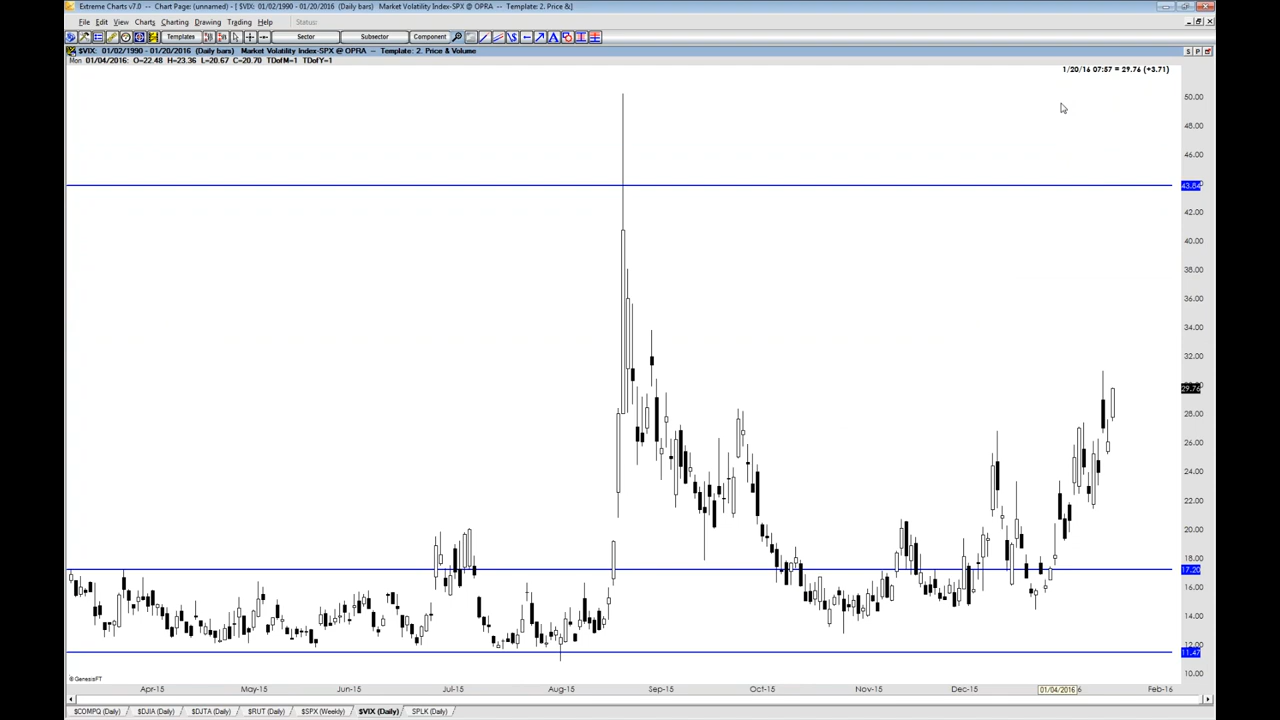 Extreme Charts v7.0 -- Chart Page: (unnamed) - [ $VIX: 01/02/1990 - 01/20/2016 (Daily bars) Market Volatility Index-SPX @ OPRA -- Template: 2. Price &]
File Edit View Charts Charting Drawing Trading Help Status:
Templates Sector Subsector Component
$VIX: 01/02/1990 - 01/20/2016 (Daily bars) Market Volatility Index-SPX @ OPRA -- Template: 2. Price & Volume
S P
Mon 01/04/2016: O=22.48 H=23.36 L=20.67 C=20.70 TDofM=1 TDofY=1
1/20/16 07:57 = 29.76 (+3.71)
50.00
48.00
46.00
43.84
42.00
40.00
38.00
36.00
34.00
32.00
29.76
28.00
26.00
24.00
22.00
20.00
18.00
17.20
16.00
14.00
12.00
11.47
10.00
© GenesisFT
Apr-15 May-15 Jun-15 Jul-15 Aug-15 Sep-15 Oct-15 Nov-15 Dec-15 01/04/2016 6 Feb-16
$COMPQ (Daily) $DJIA (Daily) $DJTA (Daily) $RUT (Daily) $SPX (Weekly) $VIX (Daily) SPLK (Daily)